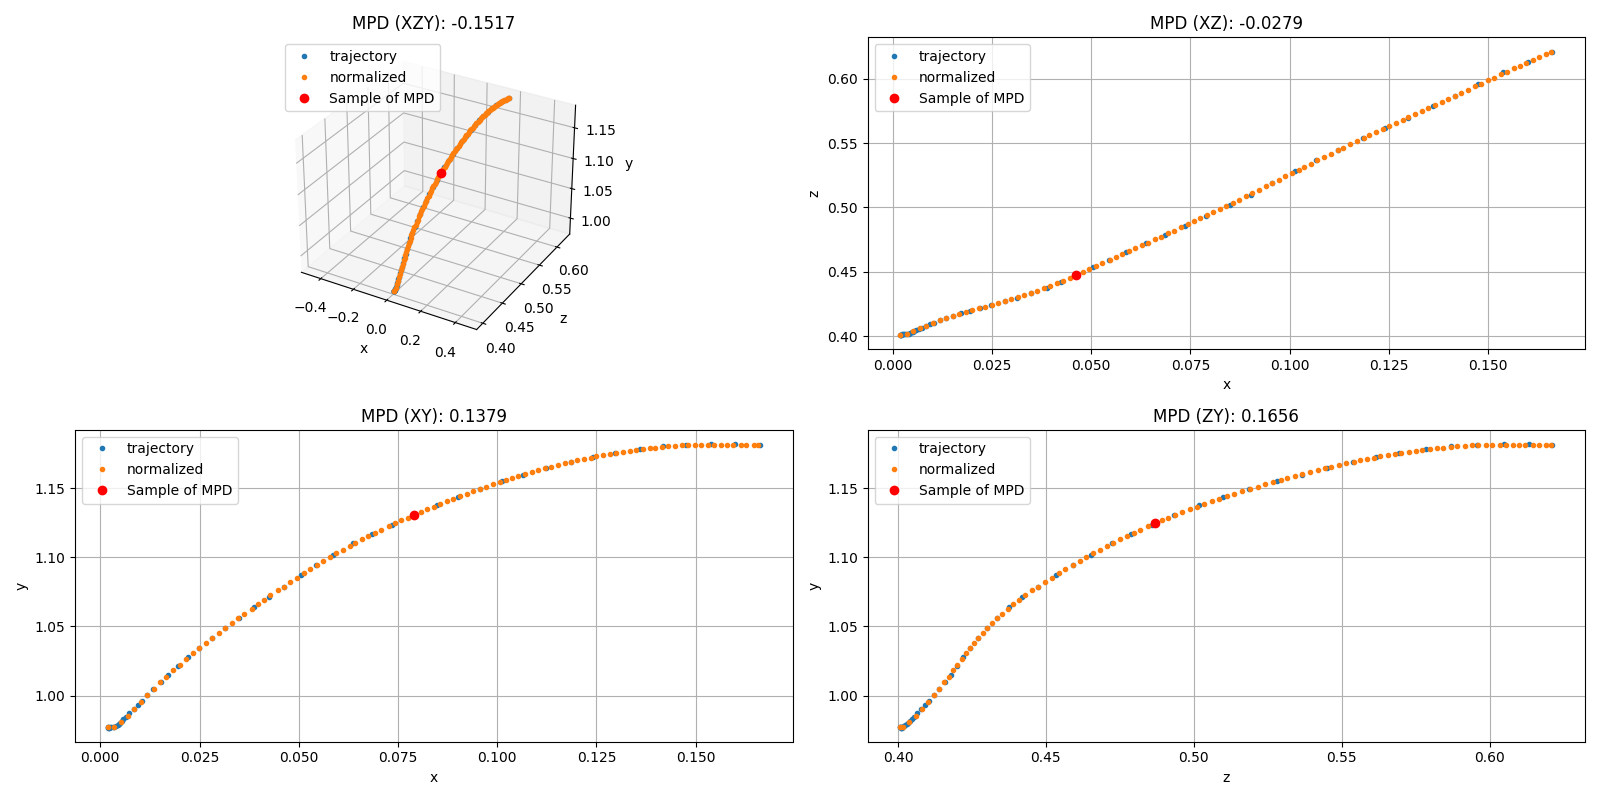 MPD (XZY): -0.1517
trajectory
normalized
Sample of MPD
1.15
1.10
1.05
1.00
y
−0.4
−0.2
0.0
0.2
0.4
x
0.40
0.45
0.50
0.55
0.60
z
MPD (XZ): -0.0279
trajectory
normalized
Sample of MPD
0.60
0.55
0.50
0.45
0.40
z
0.000 0.025 0.050 0.075 0.100 0.125 0.150
x
MPD (XY): 0.1379
trajectory
normalized
Sample of MPD
1.15
1.10
1.05
1.00
y
0.000 0.025 0.050 0.075 0.100 0.125 0.150
x
MPD (ZY): 0.1656
trajectory
normalized
Sample of MPD
1.15
1.10
1.05
1.00
y
0.40 0.45 0.50 0.55 0.60
z